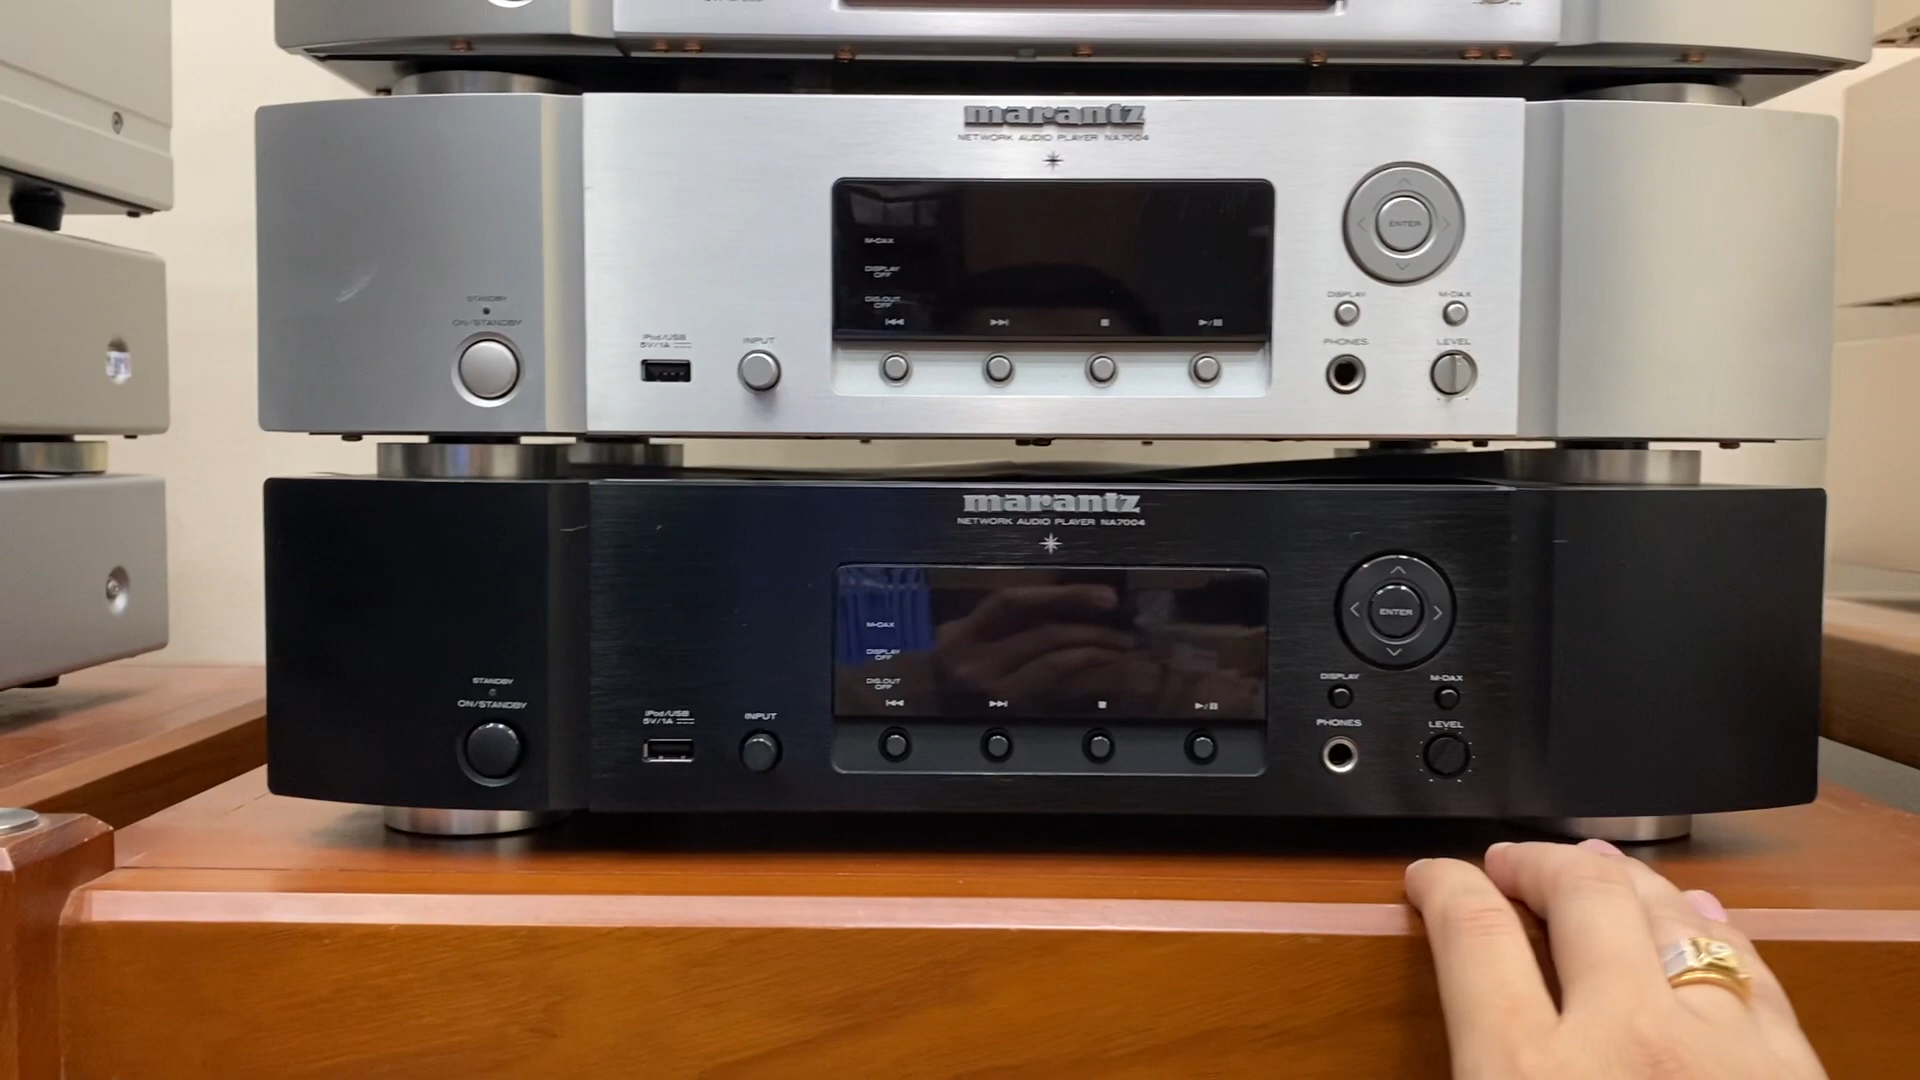 marantz
NETWORK AUDIO PLAYER NA7004
ENTER
M-DAX
DISPLAY
OFF
DIG.OUT
OFF
STANDBY
ON/STANDBY
iPod/USB
5V/1A
INPUT
DISPLAY
M-DAX
PHONES
LEVEL
marantz
NETWORK AUDIO PLAYER NA7004
ENTER
M-DAX
DISPLAY
OFF
DIG.OUT
OFF
STANDBY
ON/STANDBY
iPod/USB
5V/1A
INPUT
DISPLAY
M-DAX
PHONES
LEVEL